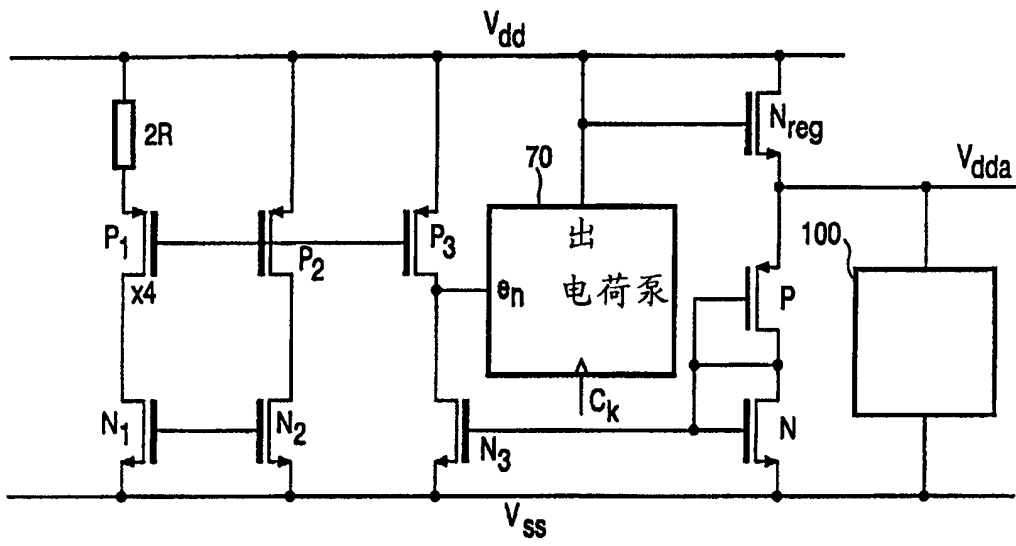 Vdd
2R
Nreg
70
Vdda
出
100
P1
P2
P3
x4
en
电荷泵
P
Ck
N1
N2
N3
N
Vss